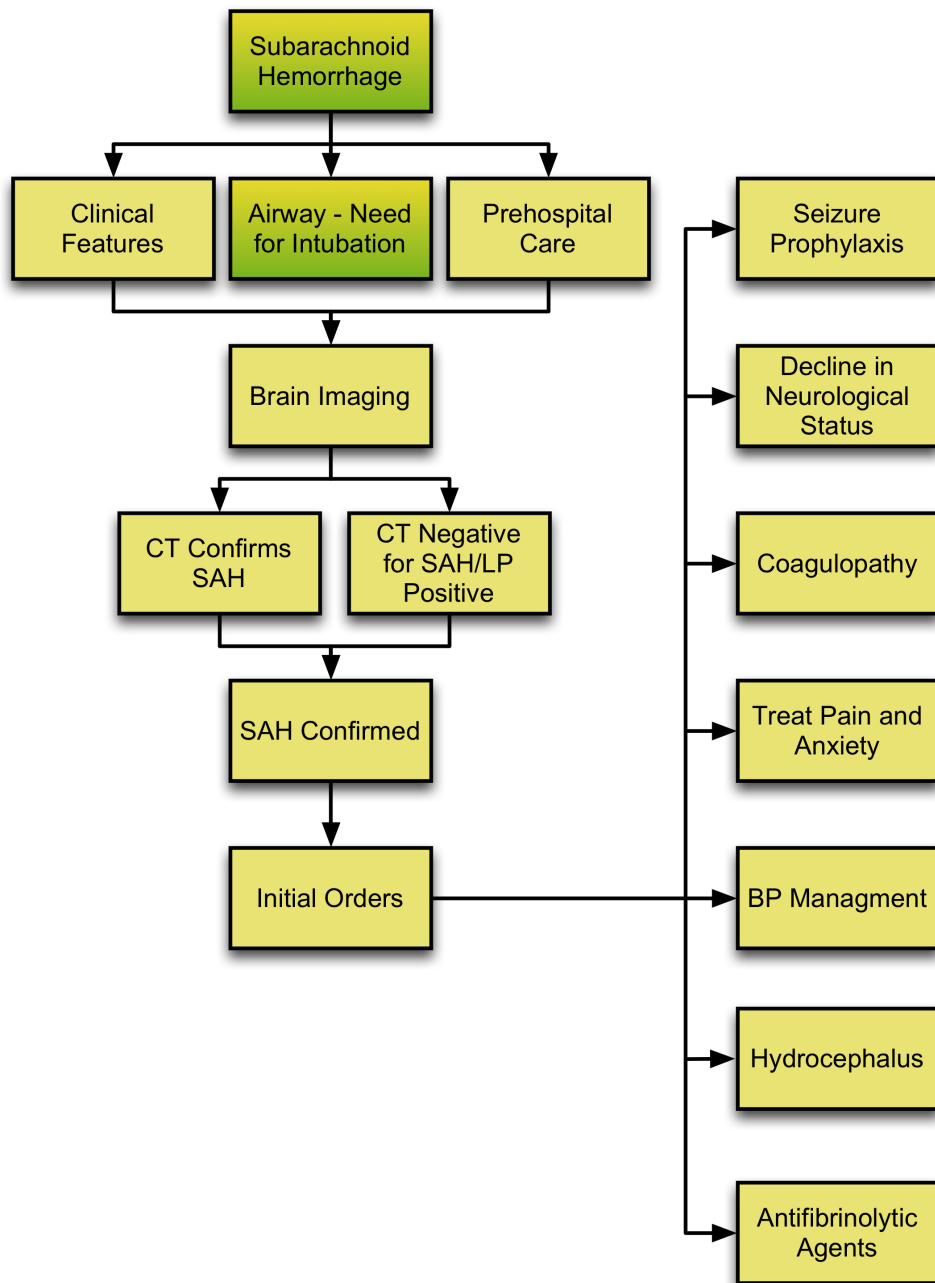 Subarachnoid
Hemorrhage
Clinical
Features
Airway - Need
for Intubation
Prehospital
Care
Brain Imaging
CT Confirms
SAH
CT Negative
for SAH/LP
Positive
SAH Confirmed
Initial Orders
Seizure
Prophylaxis
Decline in
Neurological
Status
Coagulopathy
Treat Pain and
Anxiety
BP Managment
Hydrocephalus
Antifibrinolytic
Agents